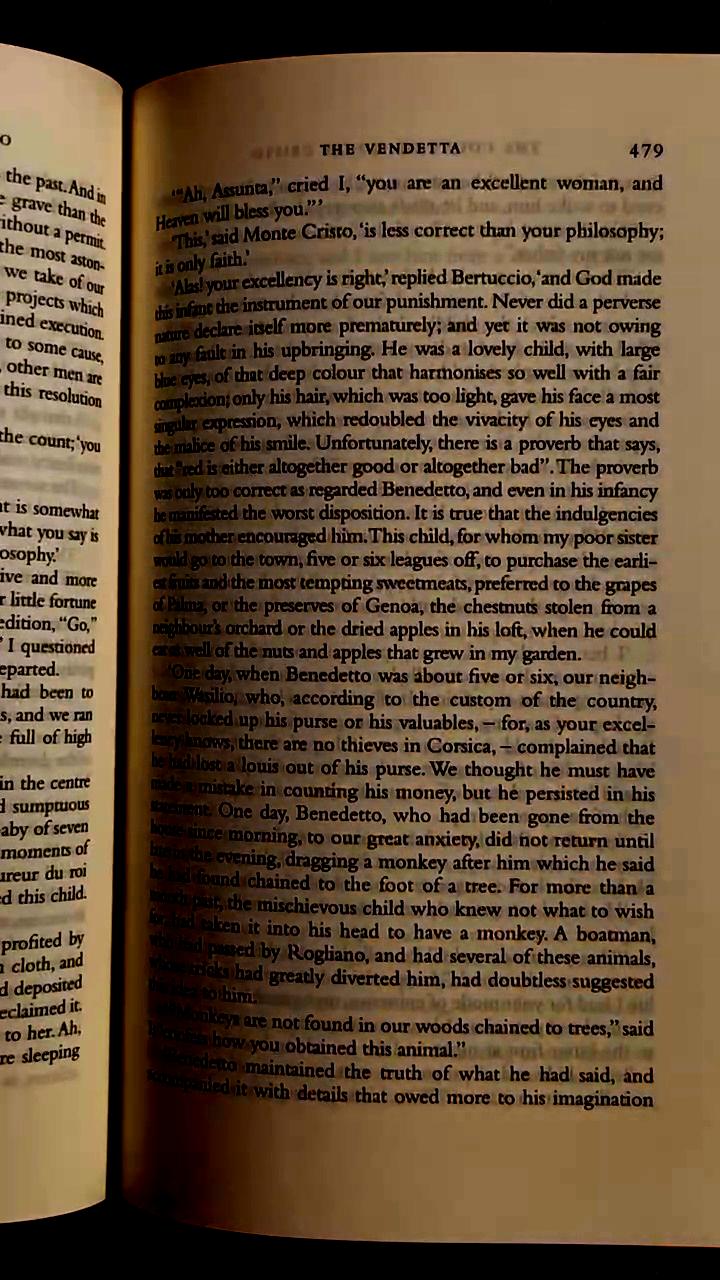 O
the past. And in
e grave than the
ithout a permit.
the most aston-
we take of our
projects which
ined execution.
to some cause,
other men are
this resolution
the count; 'you
nt is somewhat
what you say is
osophy.'
ive and more
r little fortune
edition, "Go,"
I questioned
eparted.
had been to
s, and we ran
full of high
in the centre
d sumptuous
aby of seven
moments of
ureur du roi
ed this child.
profited by
n cloth, and
d deposited
eclaimed it.
to her. Ah,
re sleeping
THE VENDETTA 479
'"Ah, Assunta," cried I, "you are an excellent woman, and
Heaven will bless you."'
'This,' said Monte Cristo, 'is less correct than your philosophy;
it is only faith.'
'Alas! your excellency is right,' replied Bertuccio, 'and God made
this infant the instrument of our punishment. Never did a perverse
nature declare itself more prematurely; and yet it was not owing
to any fault in his upbringing. He was a lovely child, with large
blue eyes, of that deep colour that harmonises so well with a fair
complexion; only his hair, which was too light, gave his face a most
singular expression, which redoubled the vivacity of his eyes and
the malice of his smile. Unfortunately, there is a proverb that says,
that "red is either altogether good or altogether bad". The proverb
was only too correct as regarded Benedetto, and even in his infancy
he manifested the worst disposition. It is true that the indulgencies
of his mother encouraged him. This child, for whom my poor sister
would go to the town, five or six leagues off, to purchase the earli-
est fruits and the most tempting sweetmeats, preferred to the grapes
of Palma, or the preserves of Genoa, the chestnuts stolen from a
neighbour's orchard or the dried apples in his loft, when he could
eat as well of the nuts and apples that grew in my garden.
'One day, when Benedetto was about five or six, our neigh-
bour Wasilio, who, according to the custom of the country,
never locked up his purse or his valuables, – for, as your excel-
lency knows, there are no thieves in Corsica, – complained that
he had lost a louis out of his purse. We thought he must have
made a mistake in counting his money, but he persisted in his
statement. One day, Benedetto, who had been gone from the
house since morning, to our great anxiety, did not return until
late in the evening, dragging a monkey after him which he said
he had found chained to the foot of a tree. For more than a
month past, the mischievous child who knew not what to wish
for, had taken it into his head to have a monkey. A boatman,
who had passed by Rogliano, and had several of these animals,
whose tricks had greatly diverted him, had doubtless suggested
this idea to him.
"Monkeys are not found in our woods chained to trees," said
how you obtained this animal."
Benedetto maintained the truth of what he had said, and
accompanied it with details that owed more to his imagination